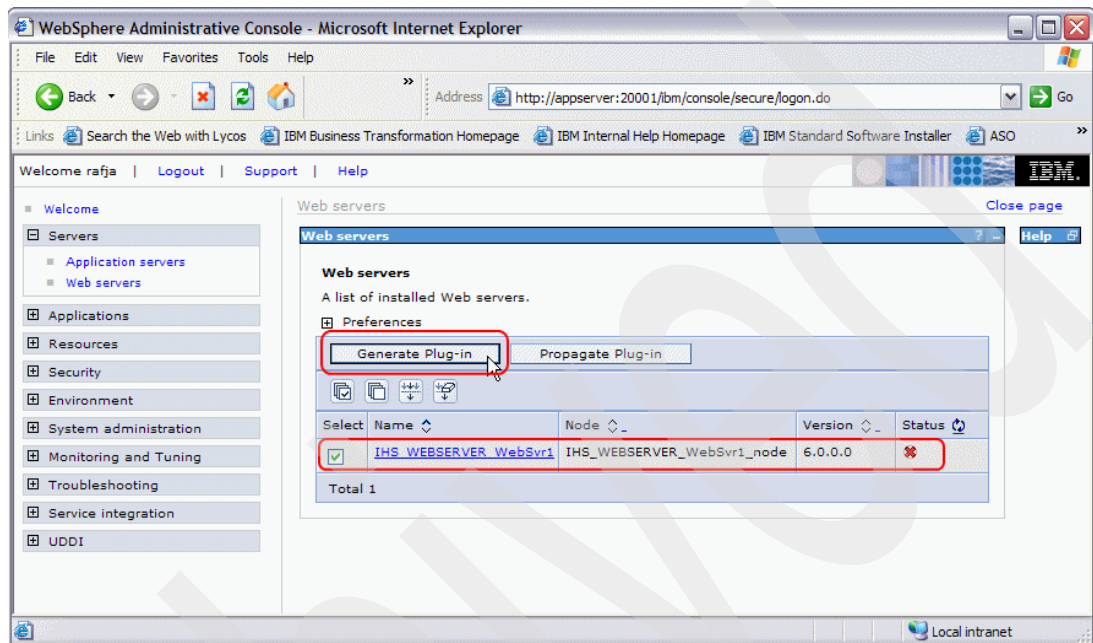 WebSphere Administrative Console - Microsoft Internet Explorer
File Edit View Favorites Tools Help
Back » Address http://appserver:20001/ibm/console/secure/logon.do Go
Links Search the Web with Lycos IBM Business Transformation Homepage IBM Internal Help Homepage IBM Standard Software Installer ASO »
Welcome rafja | Logout | Support | Help IBM.
Welcome
Servers
Application servers
Web servers
Applications
Resources
Security
Environment
System administration
Monitoring and Tuning
Troubleshooting
Service integration
UDDI
Web servers Close page
Web servers ? - Help
Web servers
A list of installed Web servers.
Preferences
Generate Plug-in Propagate Plug-in
Select Name Node Version Status
IHS_WEBSERVER_WebSvr1 IHS_WEBSERVER_WebSvr1_node 6.0.0.0
Total 1
Local intranet